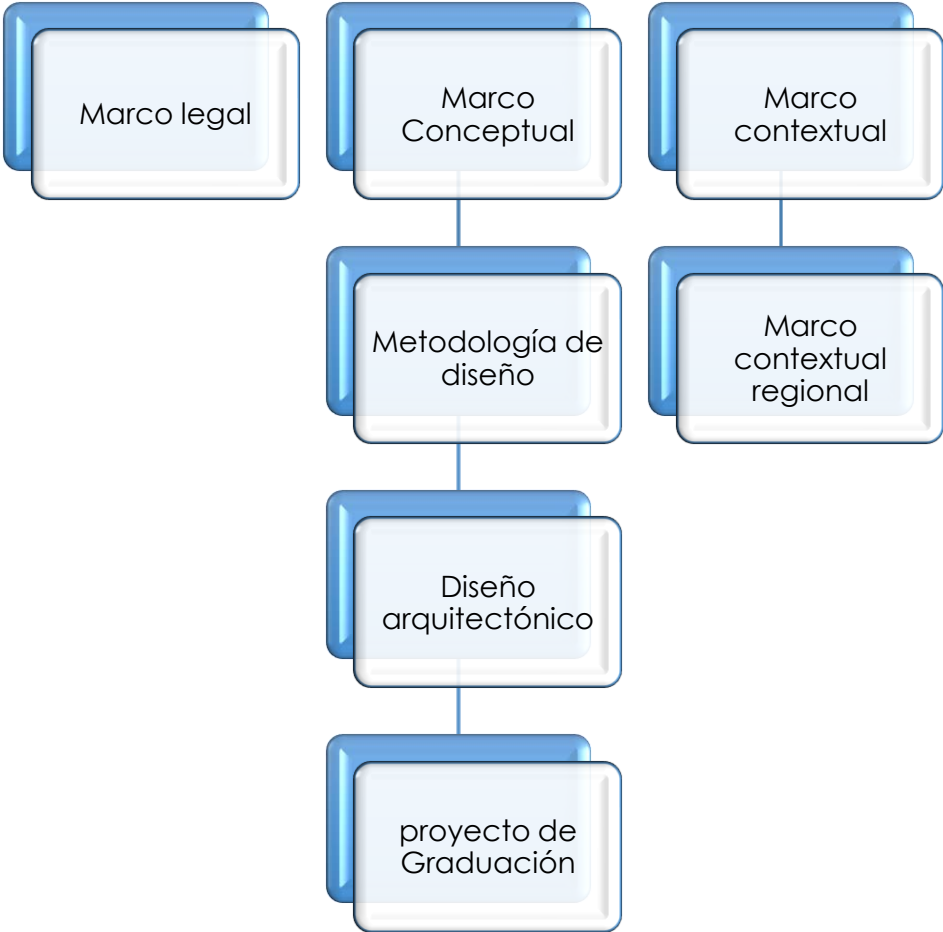 Marco legal
Marco
Conceptual
Marco
contextual
Metodología de
diseño
Marco
contextual
regional
Diseño
arquitectónico
proyecto de
Graduación